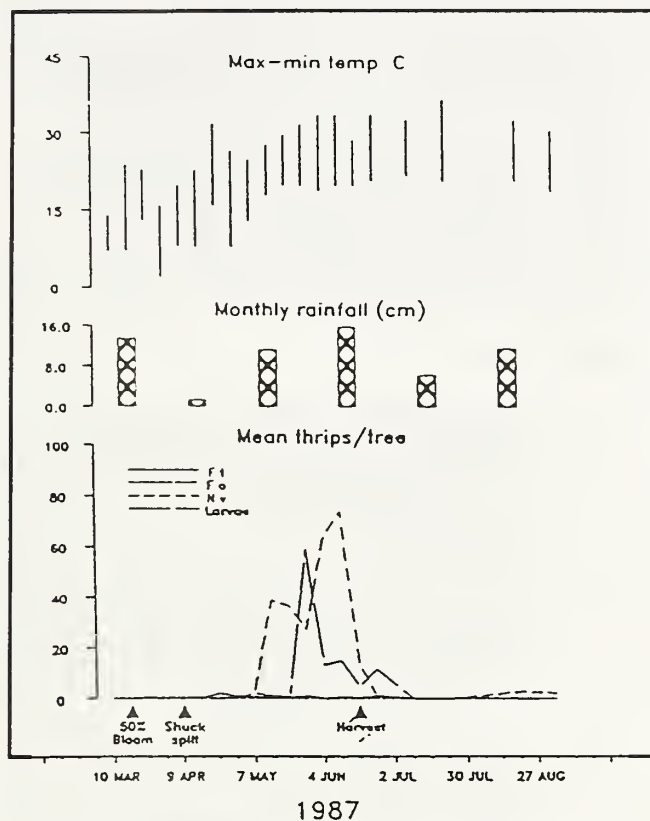 Max-min temp C
45
30
15
0
Monthly rainfall (cm)
16.0
8.0
0.0
Mean thrips/tree
100
80
60
40
20
0
F t
F o
N v
Larvae
50% Bloom
Shuck split
Harvest
10 MAR 9 APR 7 MAY 4 JUN 2 JUL 30 JUL 27 AUG
1987